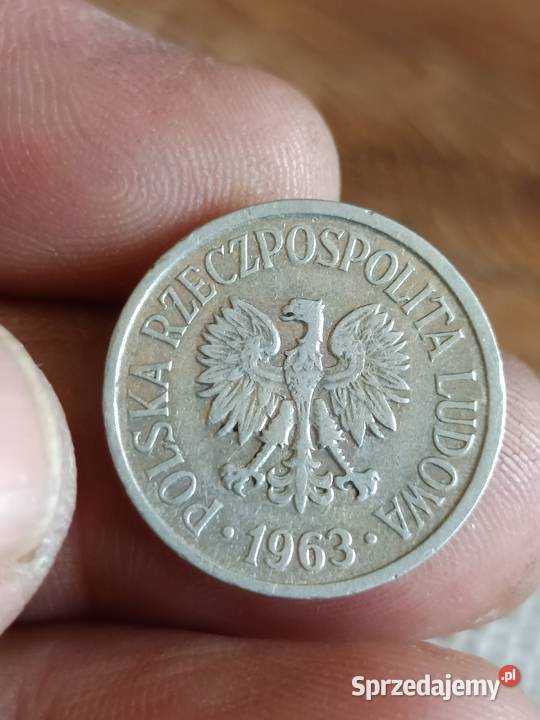 POLSKA RZECZPOSPOLITA LUDOWA
· 1963 ·
Sprzedajemy.pl